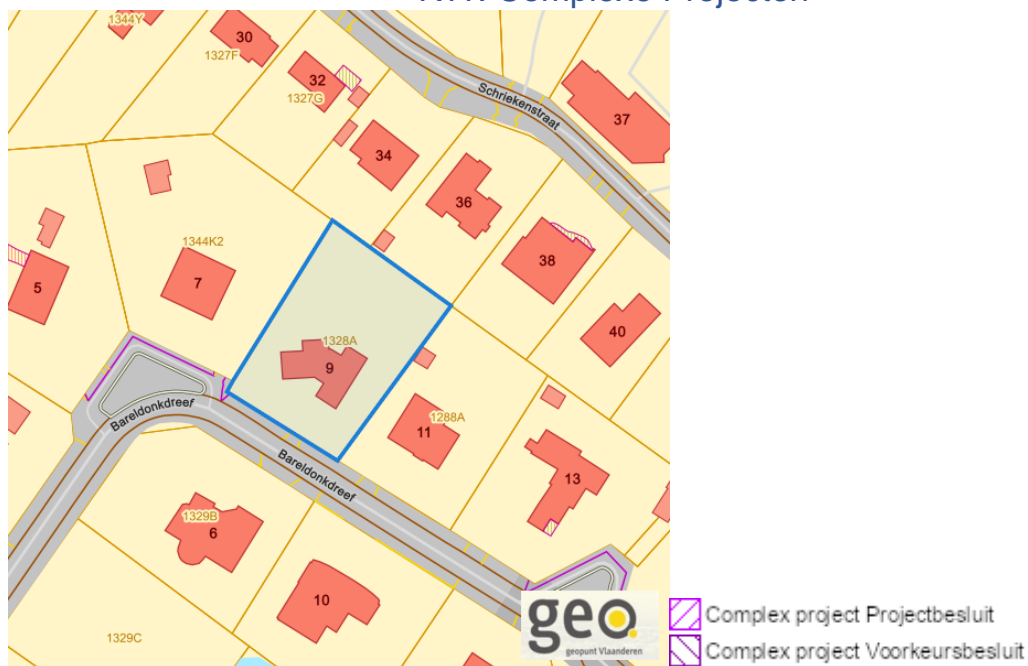 1344Y
30
1327F
32
1327G
Schriekenstraat
37
34
36
1344K2
38
5
7
40
1328A
9
Bareldonkdreef
1288A
11
Bareldonkdreef
13
1329B
6
10
1329C
geo
geopunt Vlaanderen
Complex project Projectbesluit
Complex project Voorkeursbesluit